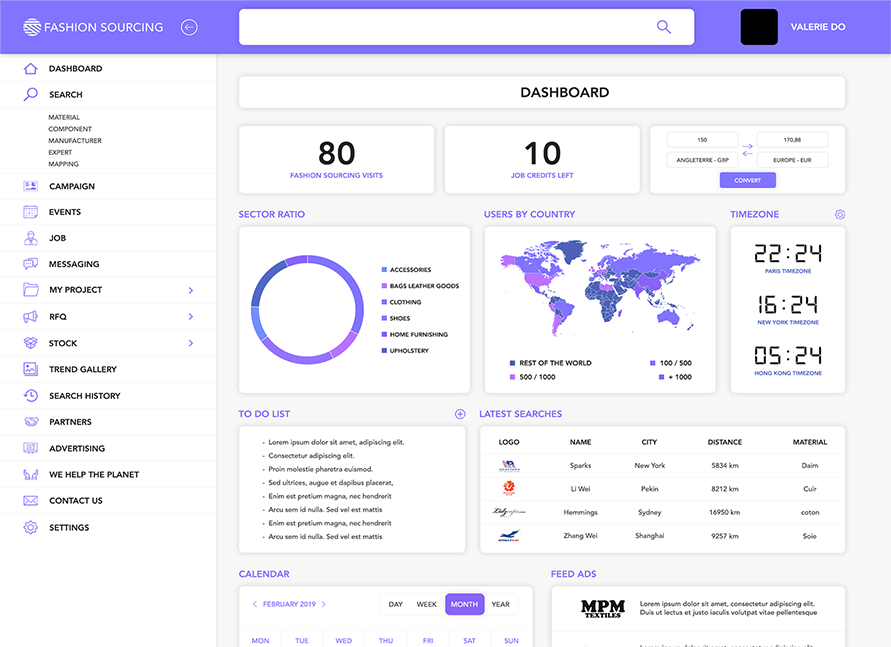 FASHION SOURCING
VALERIE DO
DASHBOARD
SEARCH
MATERIAL
COMPONENT
MANUFACTURER
EXPERT
MAPPING
CAMPAIGN
EVENTS
JOB
MESSAGING
MY PROJECT
RFQ
STOCK
TREND GALLERY
SEARCH HISTORY
PARTNERS
ADVERTISING
WE HELP THE PLANET
CONTACT US
SETTINGS
DASHBOARD
80
FASHION SOURCING VISITS
10
JOB CREDITS LEFT
150 170,88
ANGLETERRE - GBP EUROPE - EUR
CONVERT
SECTOR RATIO
ACCESSORIES
BAGS LEATHER GOODS
CLOTHING
SHOES
HOME FURNISHING
UPHOLSTERY
USERS BY COUNTRY
REST OF THE WORLD 100 / 500
500 / 1000 + 1000
TIMEZONE
22:24
PARIS TIMEZONE
16:24
NEW YORK TIMEZONE
05:24
HONG KONG TIMEZONE
TO DO LIST
- Lorem ipsum dolor sit amet, adipiscing elit.
- Consectetur adipiscing elit.
- Proin molestie pharetra euismod.
- Sed ultrices, augue et dapibus placerat,
- Enim est pretium magna, nec hendrerit
- Arcu sem id nulla. Sed vel est mattis
- Enim est pretium magna, nec hendrerit
- Arcu sem id nulla. Sed vel est mattis
LATEST SEARCHES
LOGO NAME CITY DISTANCE MATERIAL
Sparks New York 5834 km Daim
Li Wei Pekin 8212 km Cuir
Hemmings Sydney 16950 km coton
Zhang Wei Shanghai 9257 km Soie
CALENDAR
< FEBRUARY 2019 > DAY WEEK MONTH YEAR
MON TUE WED THU FRI SAT SUN
FEED ADS
MPM
TEXTILES
Lorem ipsum dolor sit amet, consectetur adipiscing elit.
Duis ut lectus et justo iaculis volutpat vitae pellentesque